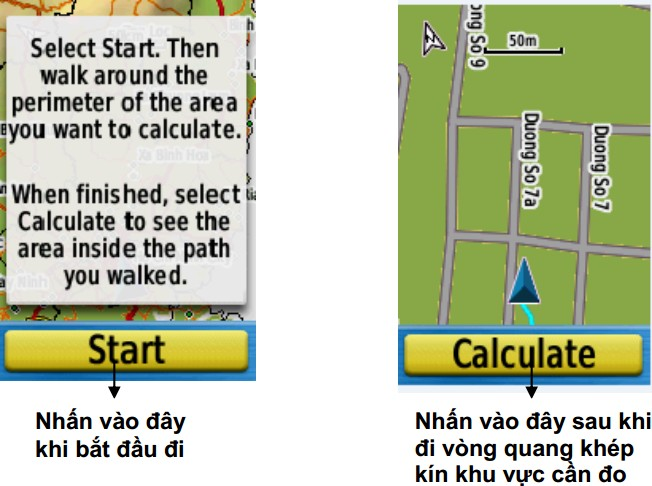 Select Start. Then
walk around the
perimeter of the area
you want to calculate.
When finished, select
Calculate to see the
area inside the path
you walked.
Start
Nhấn vào đây
khi bắt đầu đi
ong So 9
50m
Duong So 7a
Duong So 7
Calculate
Nhấn vào đây sau khi
đi vòng quang khép
kín khu vực cần đo